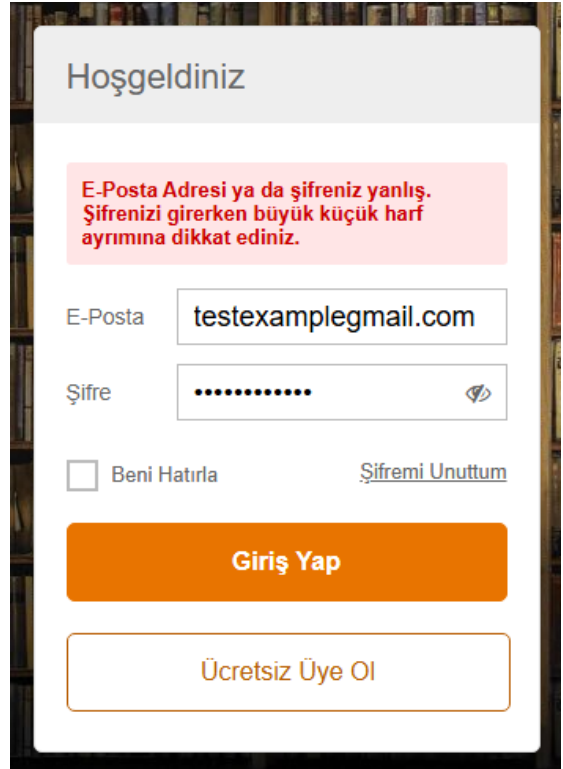 Hoşgeldiniz
E-Posta Adresi ya da şifreniz yanlış.
Şifrenizi girerken büyük küçük harf
ayrımına dikkat ediniz.
E-Posta testexamplegmail.com
Şifre ••••••••••••
Beni Hatırla Şifremi Unuttum
Giriş Yap
Ücretsiz Üye Ol